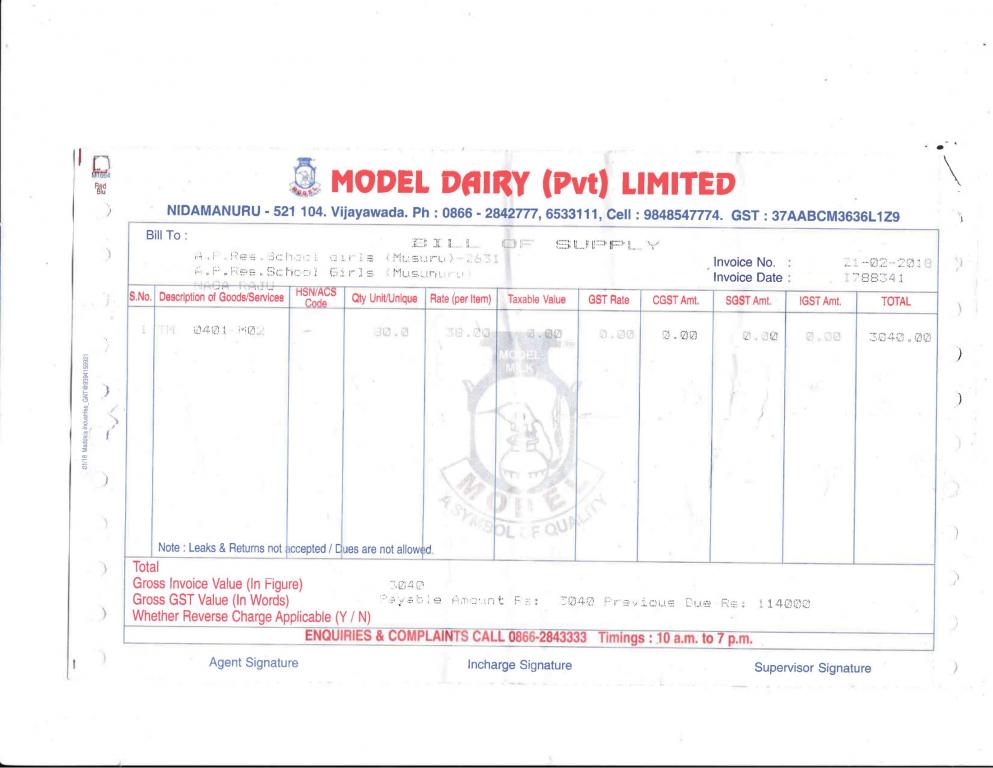 MODEL DAIRY (Pvt) LIMITED
NIDAMANURU - 521 104. Vijayawada. Ph : 0866 - 2842777, 6533111, Cell : 9848547774. GST : 37AABCM3636L1Z9
Bill To :
BILL OF SUPPLY
A.P.Res.School Girls (Musuru)-2631
A.P.Res.School Girls (Musunuru)
NAGA RAJU
Invoice No. : 21-02-2018
Invoice Date : I788341
S.No. Description of Goods/Services HSN/ACS Code Qty Unit/Unique Rate (per Item) Taxable Value GST Rate CGST Amt. SGST Amt. IGST Amt. TOTAL
1 TM 0401-M02 - 80.0 38.00 0.00 0.00 0.00 0.00 0.00 3040.00
MODEL
MILK
MODEL
A SYMBOL OF QUALITY
Note : Leaks & Returns not accepted / Dues are not allowed.
Total
Gross Invoice Value (In Figure) 3040
Gross GST Value (In Words) Payable Amount Rs: 3040 Previous Due Rs: 114000
Whether Reverse Charge Applicable (Y / N)
ENQUIRIES & COMPLAINTS CALL 0866-2843333 Timings : 10 a.m. to 7 p.m.
Agent Signature Incharge Signature Supervisor Signature